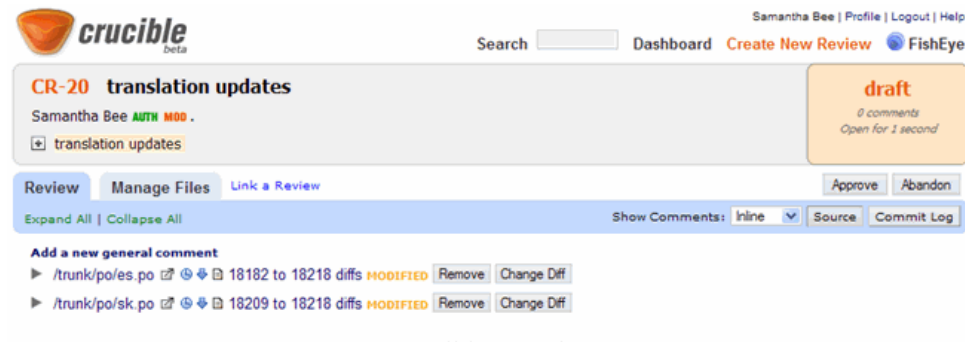 Samantha Bee | Profile | Logout | Help
crucible
beta
Search Dashboard Create New Review FishEye
CR-20 translation updates
Samantha Bee AUTH MOD .
translation updates
draft
0 comments
Open for 1 second
Review Manage Files Link a Review Approve Abandon
Expand All | Collapse All Show Comments: Inline Source Commit Log
Add a new general comment
/trunk/po/es.po 18182 to 18218 diffs MODIFIED Remove Change Diff
/trunk/po/sk.po 18209 to 18218 diffs MODIFIED Remove Change Diff